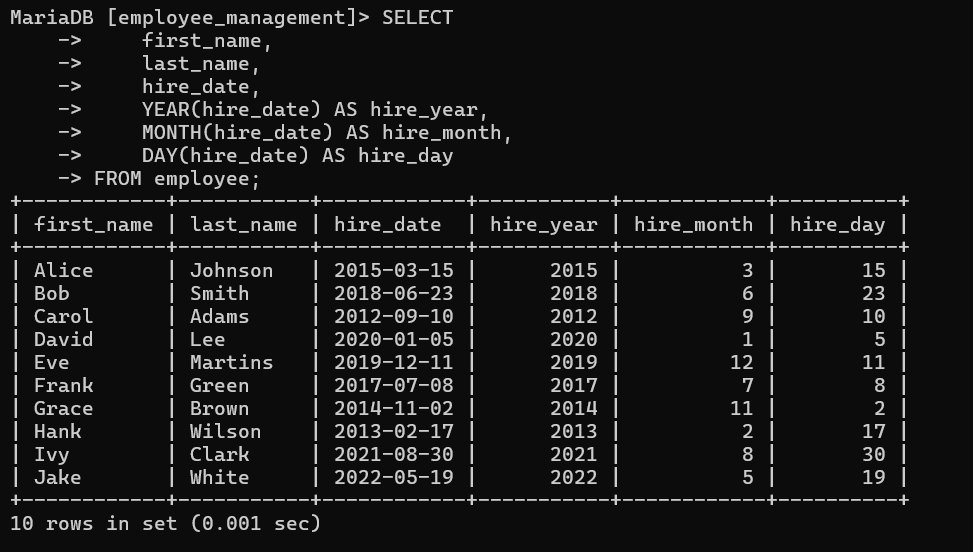 MariaDB [employee_management]> SELECT
    ->     first_name,
    ->     last_name,
    ->     hire_date,
    ->     YEAR(hire_date) AS hire_year,
    ->     MONTH(hire_date) AS hire_month,
    ->     DAY(hire_date) AS hire_day
    -> FROM employee;
+------------+-----------+------------+-----------+------------+----------+
| first_name | last_name | hire_date  | hire_year | hire_month | hire_day |
+------------+-----------+------------+-----------+------------+----------+
| Alice      | Johnson   | 2015-03-15 |      2015 |          3 |       15 |
| Bob        | Smith     | 2018-06-23 |      2018 |          6 |       23 |
| Carol      | Adams     | 2012-09-10 |      2012 |          9 |       10 |
| David      | Lee       | 2020-01-05 |      2020 |          1 |        5 |
| Eve        | Martins   | 2019-12-11 |      2019 |         12 |       11 |
| Frank      | Green     | 2017-07-08 |      2017 |          7 |        8 |
| Grace      | Brown     | 2014-11-02 |      2014 |         11 |        2 |
| Hank       | Wilson    | 2013-02-17 |      2013 |          2 |       17 |
| Ivy        | Clark     | 2021-08-30 |      2021 |          8 |       30 |
| Jake       | White     | 2022-05-19 |      2022 |          5 |       19 |
+------------+-----------+------------+-----------+------------+----------+
10 rows in set (0.001 sec)